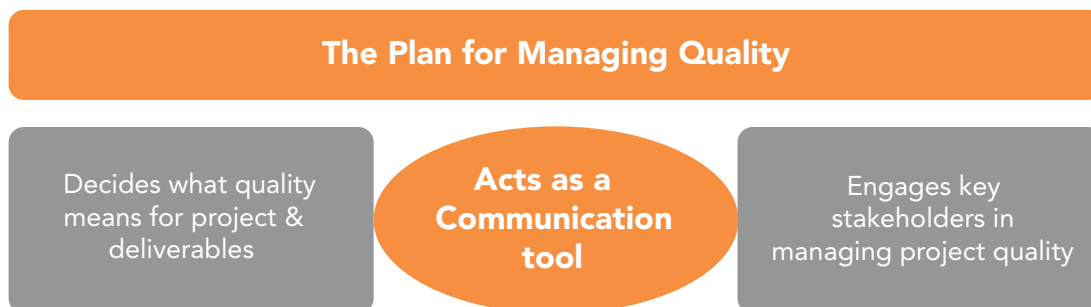 The Plan for Managing Quality
Decides what quality
means for project &
deliverables
Acts as a
Communication
tool
Engages key
stakeholders in
managing project quality